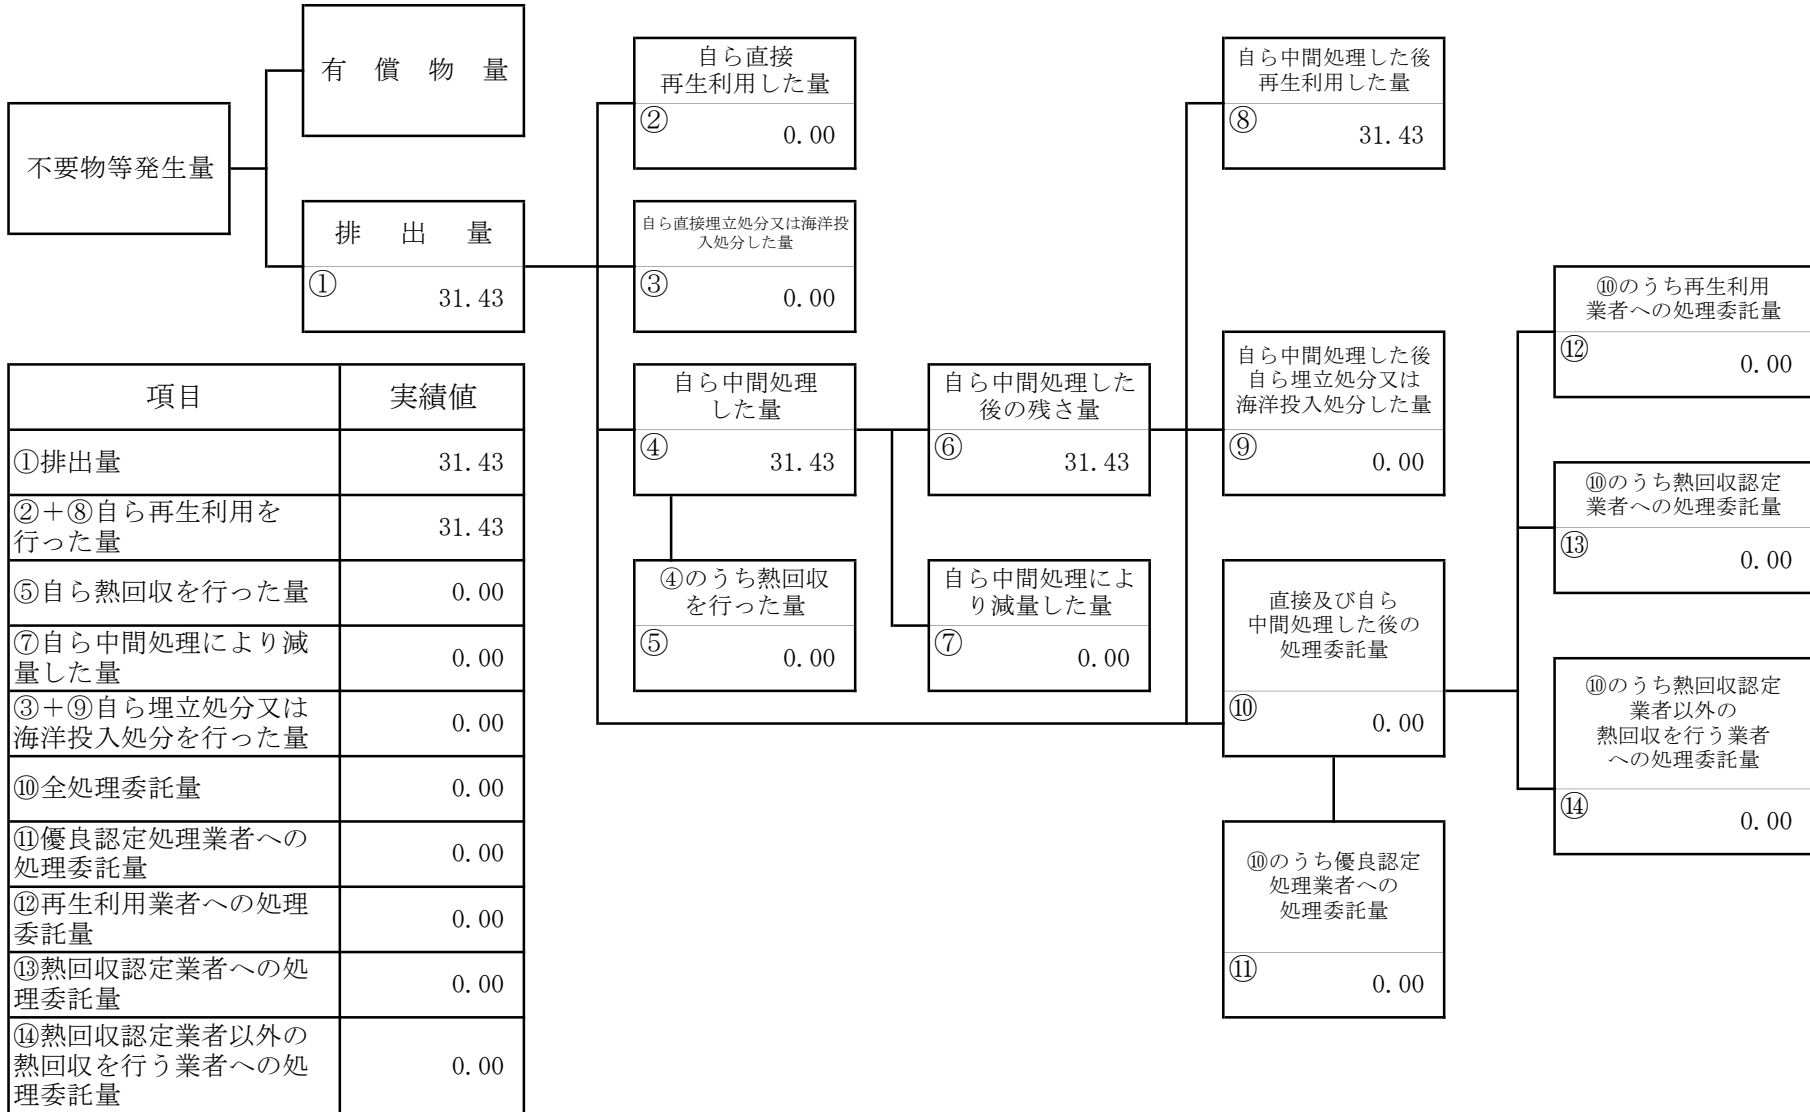 不要物等発生量
有　償　物　量
排　出　量
①
31.43
自ら直接
再生利用した量
②
0.00
自ら直接埋立処分又は海洋投
入処分した量
③
0.00
自ら中間処理
した量
④
31.43
④のうち熱回収
を行った量
⑤
0.00
自ら中間処理した
後の残さ量
⑥
31.43
自ら中間処理によ
り減量した量
⑦
0.00
自ら中間処理した後
再生利用した量
⑧
31.43
自ら中間処理した後
自ら埋立処分又は
海洋投入処分した量
⑨
0.00
直接及び自ら
中間処理した後の
処理委託量
⑩
0.00
⑩のうち優良認定
処理業者への
処理委託量
⑪
0.00
⑩のうち再生利用
業者への処理委託量
⑫
0.00
⑩のうち熱回収認定
業者への処理委託量
⑬
0.00
⑩のうち熱回収認定
業者以外の
熱回収を行う業者
への処理委託量
⑭
0.00
項目 実績値
①排出量 31.43
②＋⑧自ら再生利用を
行った量 31.43
⑤自ら熱回収を行った量 0.00
⑦自ら中間処理により減
量した量 0.00
③＋⑨自ら埋立処分又は
海洋投入処分を行った量 0.00
⑩全処理委託量 0.00
⑪優良認定処理業者への
処理委託量 0.00
⑫再生利用業者への処理
委託量 0.00
⑬熱回収認定業者への処
理委託量 0.00
⑭熱回収認定業者以外の
熱回収を行う業者への処 0.00
理委託量